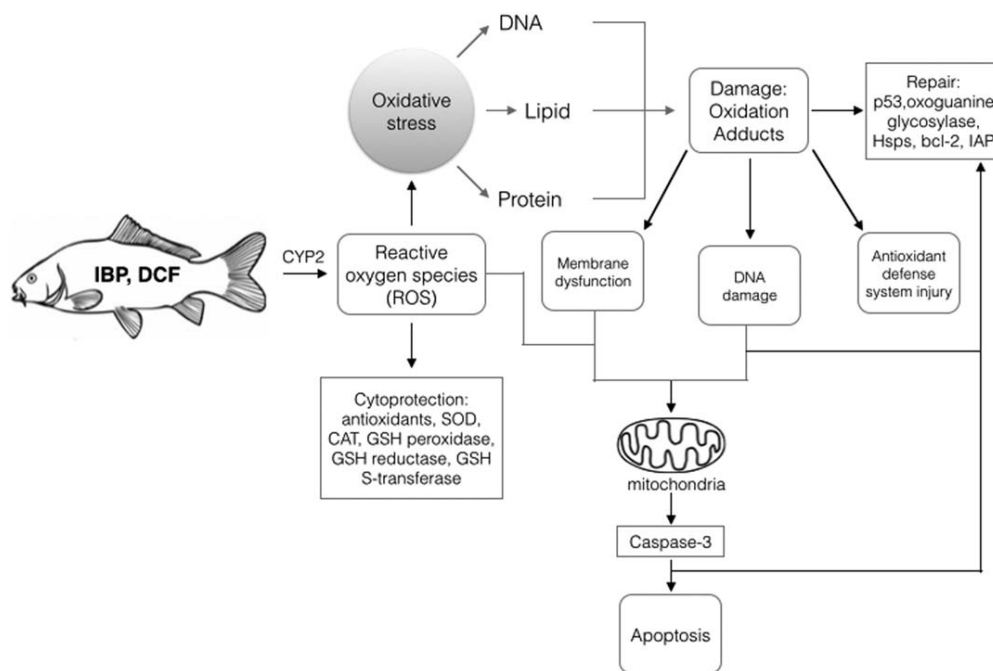 DNA
Oxidative
stress
Lipid
Protein
Damage:
Oxidation
Adducts
Repair:
p53,oxoguanine
glycosylase,
Hsps, bcl-2, IAP
IBP, DCF
CYP2
Reactive
oxygen species
(ROS)
Membrane
dysfunction
DNA
damage
Antioxidant
defense
system injury
Cytoprotection:
antioxidants, SOD,
CAT, GSH peroxidase,
GSH reductase, GSH
S-transferase
mitochondria
Caspase-3
Apoptosis